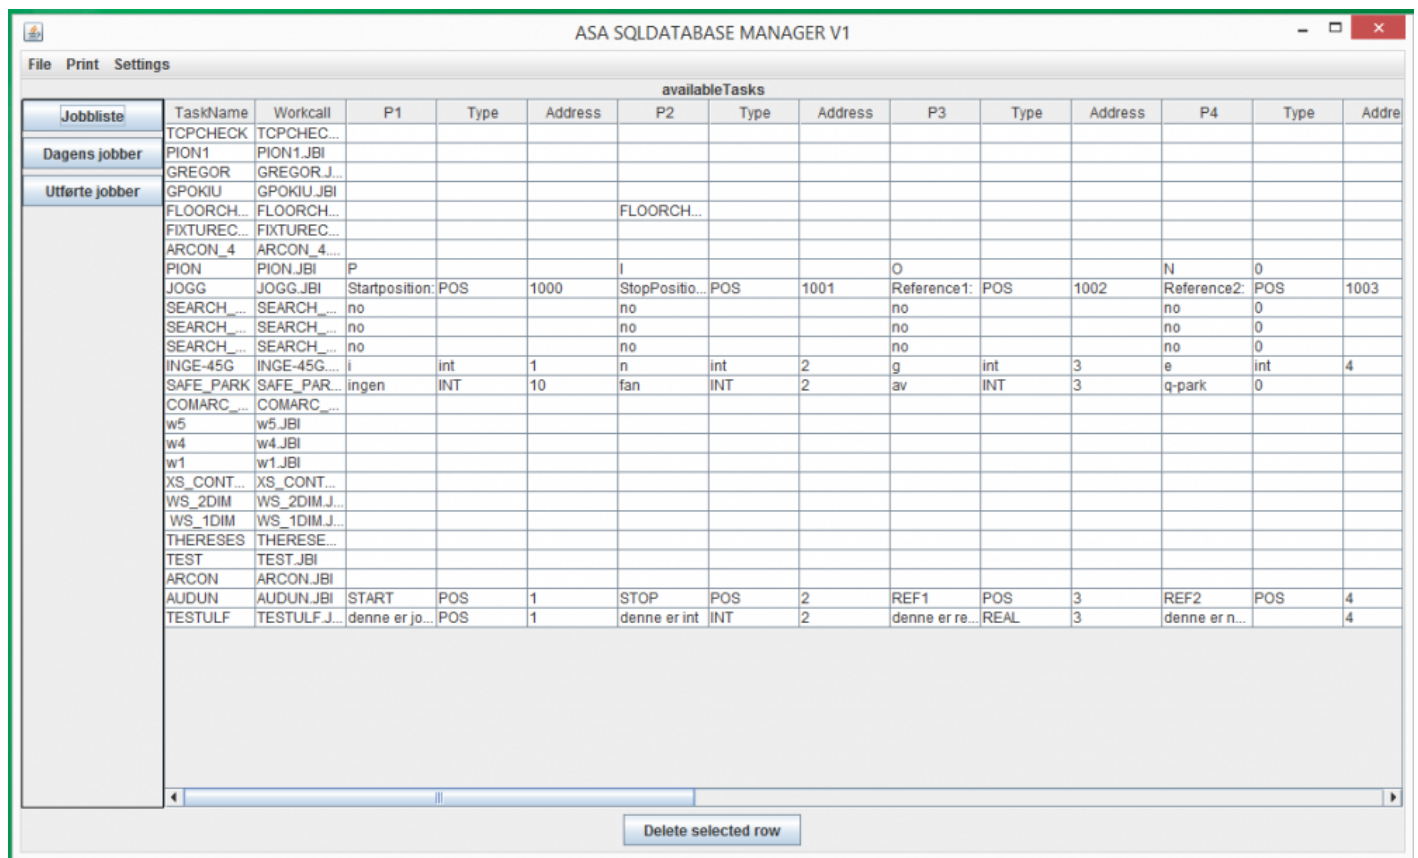 ASA SQLDATABASE MANAGER V1
File Print Settings
availableTasks
Jobbliste
Dagens jobber
Utførte jobber
TaskName Workcall P1 Type Address P2 Type Address P3 Type Address P4 Type Addre
TCPCHECK TCPCHEC...
PION1 PION1.JBI
GREGOR GREGOR.J...
GPOKIU GPOKIU.JBI
FLOORCH... FLOORCH... FLOORCH...
FIXTUREC... FIXTUREC...
ARCON_4 ARCON_4....
PION PION.JBI P I O N 0
JOGG JOGG.JBI Startposition: POS 1000 StopPositio... POS 1001 Reference1: POS 1002 Reference2: POS 1003
SEARCH_... SEARCH_... no no no no 0
SEARCH_... SEARCH_... no no no no 0
SEARCH_... SEARCH_... no no no no 0
INGE-45G INGE-45G.... i int 1 n int 2 g int 3 e int 4
SAFE_PARK SAFE_PAR... ingen INT 10 fan INT 2 av INT 3 q-park 0
COMARC_... COMARC_...
w5 w5.JBI
w4 w4.JBI
w1 w1.JBI
XS_CONT... XS_CONT...
WS_2DIM WS_2DIM.J...
WS_1DIM WS_1DIM.J...
THERESES THERESE...
TEST TEST.JBI
ARCON ARCON.JBI
AUDUN AUDUN.JBI START POS 1 STOP POS 2 REF1 POS 3 REF2 POS 4
TESTULF TESTULF.J... denne er jo... POS 1 denne er int INT 2 denne er re... REAL 3 denne er n... 4
Delete selected row